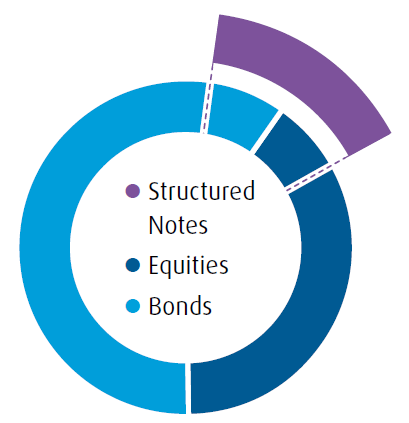 Structured
Notes
Equities
Bonds